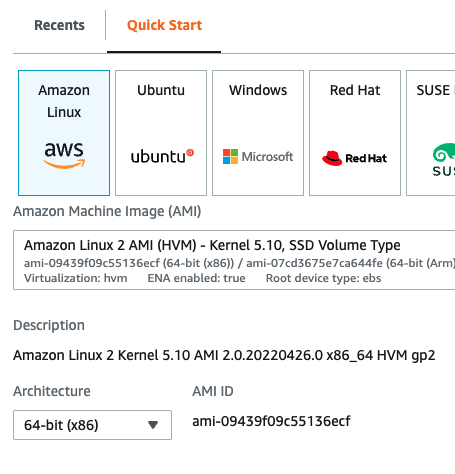 Recents Quick Start
Amazon Linux
aws
Ubuntu
ubuntu
Windows
Microsoft
Red Hat
Red Hat
SUSE
SUS
Amazon Machine Image (AMI)
Amazon Linux 2 AMI (HVM) - Kernel 5.10, SSD Volume Type
ami-09439f09c55136ecf (64-bit (x86)) / ami-07cd3675e7ca644fe (64-bit (Arm)
Virtualization: hvm ENA enabled: true Root device type: ebs
Description
Amazon Linux 2 Kernel 5.10 AMI 2.0.20220426.0 x86_64 HVM gp2
Architecture AMI ID
64-bit (x86) ami-09439f09c55136ecf